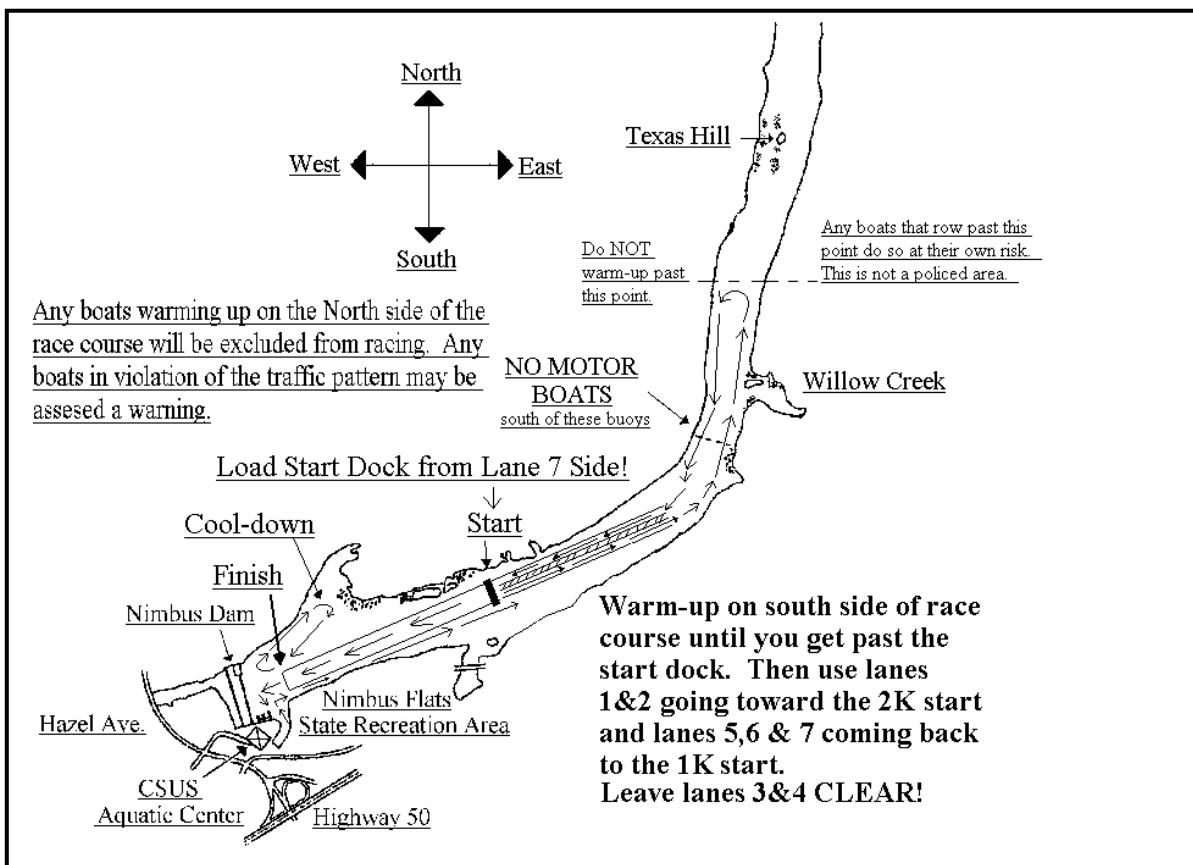 North
West
East
South
Texas Hill
Do NOT
warm-up past
this point.
Any boats that row past this
point do so at their own risk.
This is not a policed area.
Any boats warming up on the North side of the
race course will be excluded from racing. Any
boats in violation of the traffic pattern may be
assesed a warning.
NO MOTOR
BOATS
south of these buoys
Willow Creek
Load Start Dock from Lane 7 Side!
Start
Cool-down
Finish
Nimbus Dam
Hazel Ave.
Nimbus Flats
State Recreation Area
CSUS
Aquatic Center
Highway 50
Warm-up on south side of race
course until you get past the
start dock. Then use lanes
1&2 going toward the 2K start
and lanes 5,6 & 7 coming back
to the 1K start.
Leave lanes 3&4 CLEAR!